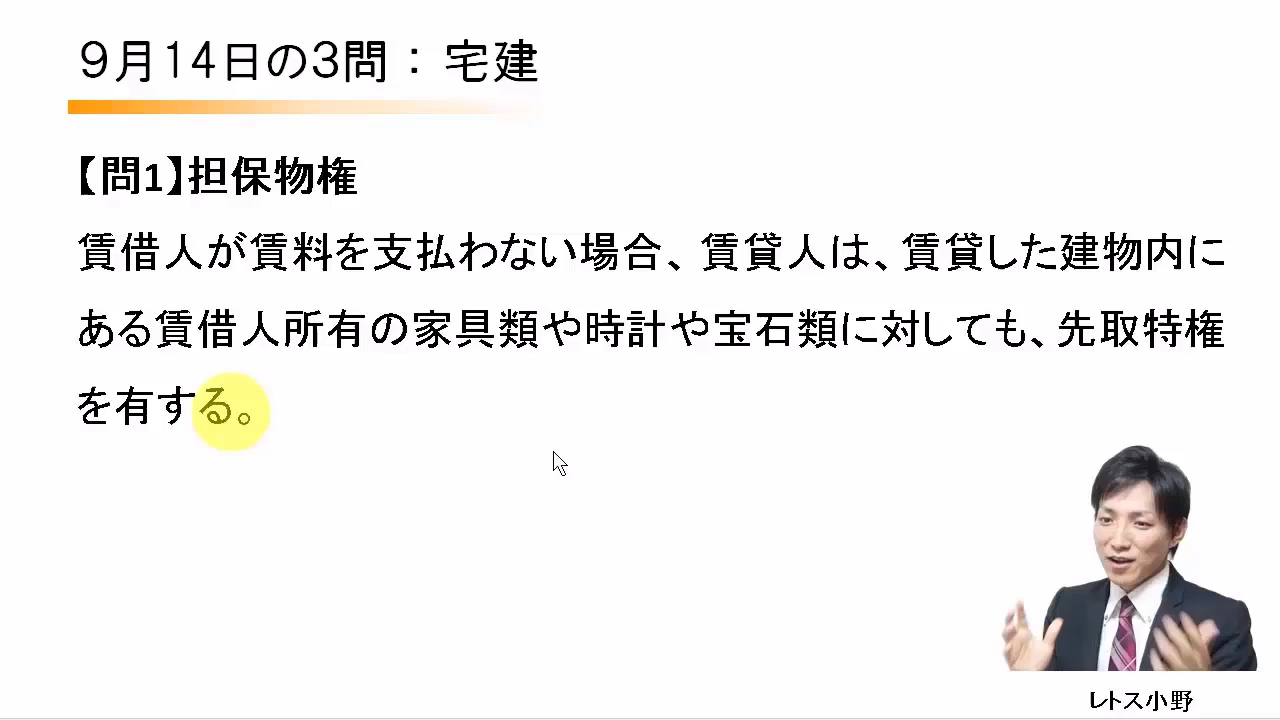 9月14日の3問：宅建
【問1】担保物権
賃借人が賃料を支払わない場合、賃貸人は、賃貸した建物内に
ある賃借人所有の家具類や時計や宝石類に対しても、先取特権
を有する。
レトス小野